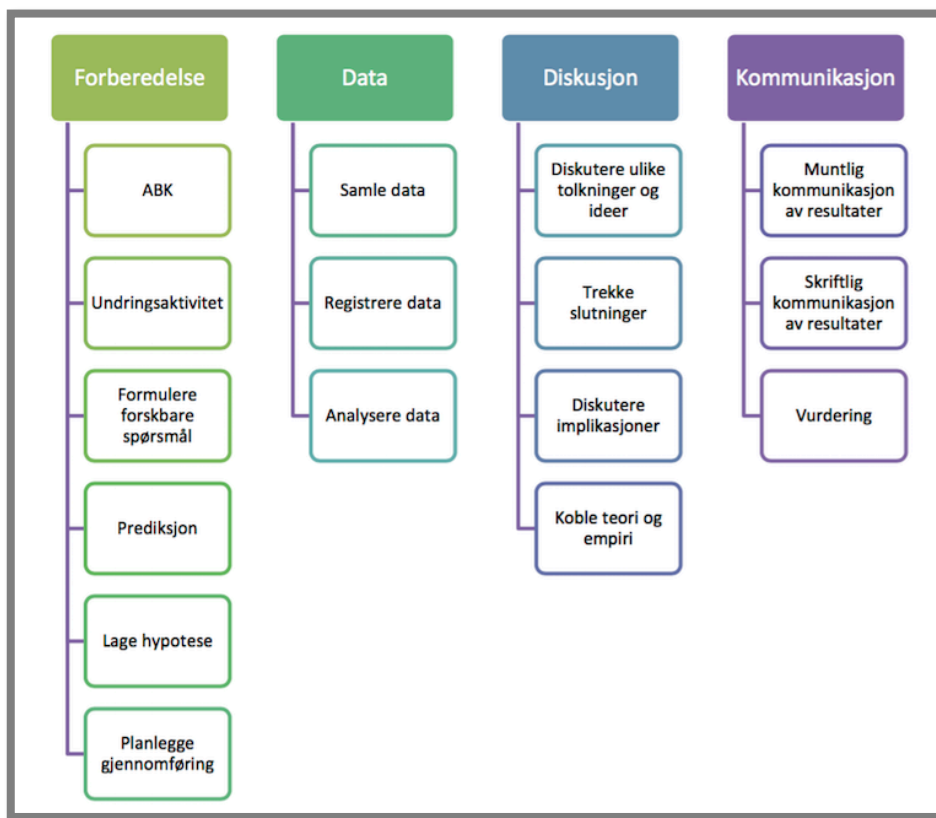 Forberedelse
ABK
Undringsaktivitet
Formulere
forskbare
spørsmål
Prediksjon
Lage hypotese
Planlegge
gjennomføring
Data
Samle data
Registrere data
Analysere data
Diskusjon
Diskutere ulike
tolkninger og
ideer
Trekke
slutninger
Diskutere
implikasjoner
Koble teori og
empiri
Kommunikasjon
Muntlig
kommunikasjon
av resultater
Skriftlig
kommunikasjon
av resultater
Vurdering